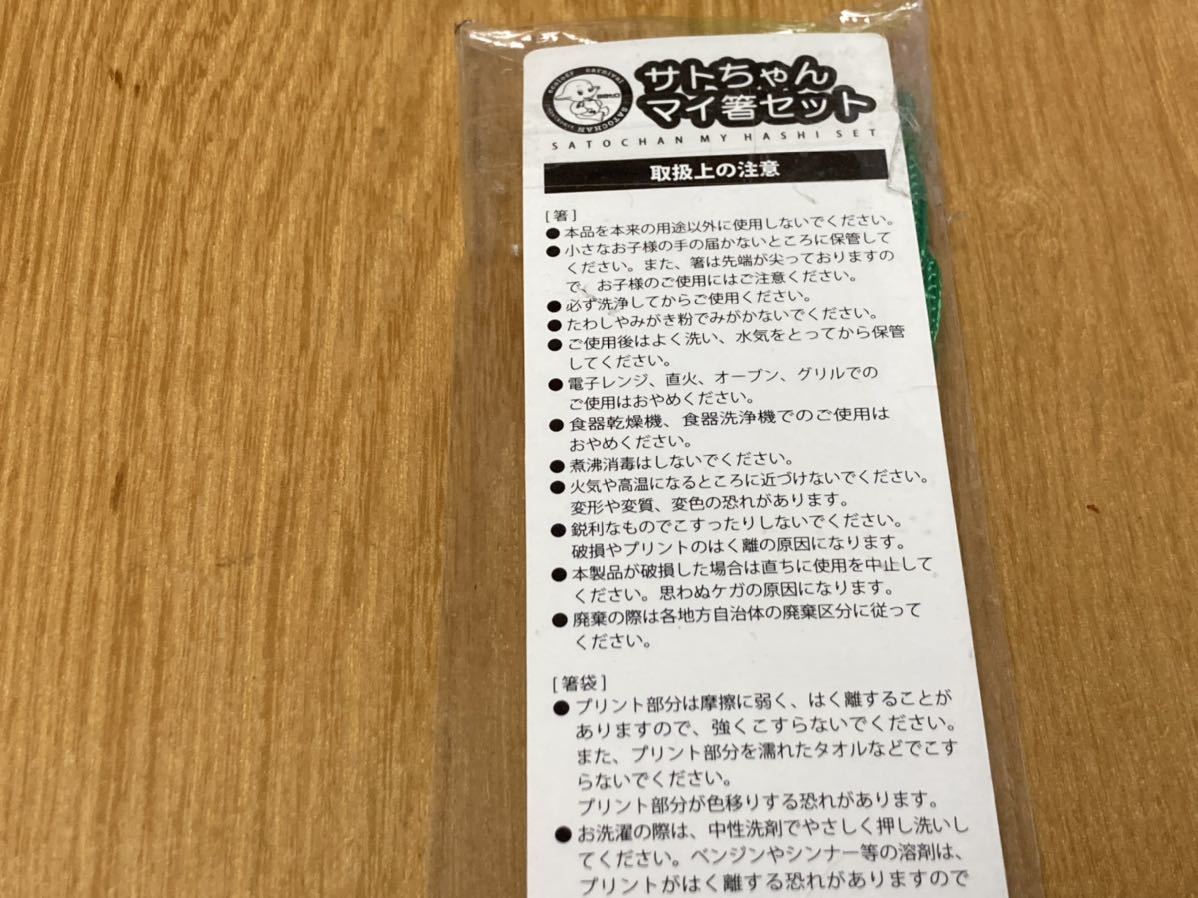 サトちゃん
マイ箸セット
SATOCHAN MY HASHI SET
取扱上の注意
[箸]
●本品を本来の用途以外に使用しないでください。
●小さなお子様の手の届かないところに保管して
ください。また、箸は先端が尖っておりますの
で、お子様のご使用にはご注意ください。
●必ず洗浄してからご使用ください。
●たわしやみがき粉でみがかないでください。
●ご使用後はよく洗い、水気をとってから保管
してください。
●電子レンジ、直火、オーブン、グリルでの
ご使用はおやめください。
●食器乾燥機、食器洗浄機でのご使用は
おやめください。
●煮沸消毒はしないでください。
●火気や高温になるところに近づけないでください。
変形や変質、変色の恐れがあります。
●鋭利なものでこすったりしないでください。
破損やプリントのはく離の原因になります。
●本製品が破損した場合は直ちに使用を中止して
ください。思わぬケガの原因になります。
●廃棄の際は各地方自治体の廃棄区分に従って
ください。
[箸袋]
●プリント部分は摩擦に弱く、はく離することが
ありますので、強くこすらないでください。
また、プリント部分を濡れたタオルなどでこす
らないでください。
プリント部分が色移りする恐れがあります。
●お洗濯の際は、中性洗剤でやさしく押し洗いし
てください。ベンジンやシンナー等の溶剤は、
プリントがはく離する恐れがありますので